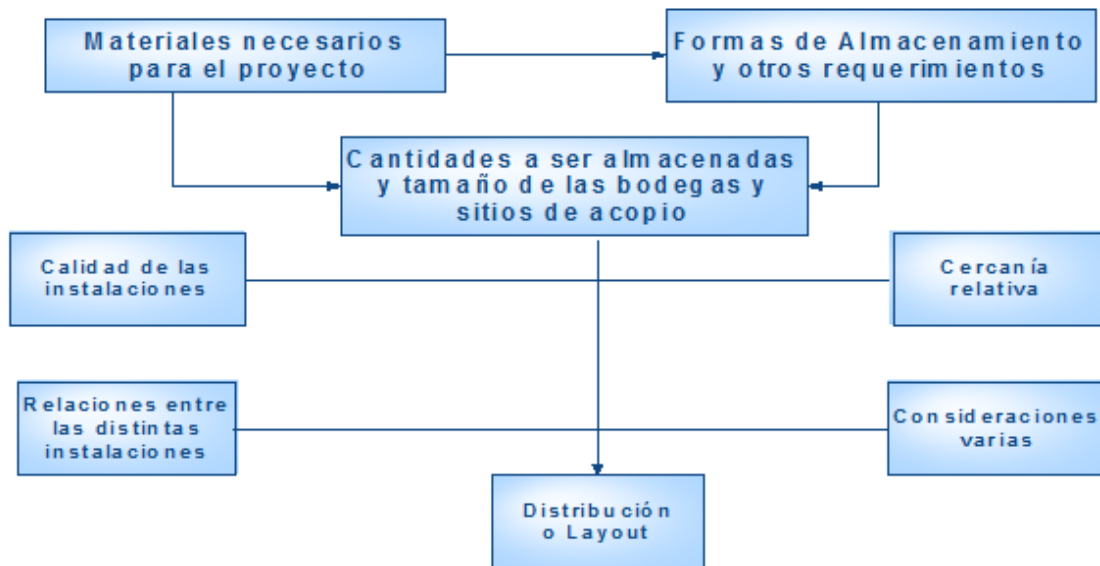 Materiales necesarios
para el proyecto
Formas de Almacenamiento
y otros requerimientos
Cantidades a ser almacenadas
y tamaño de las bodegas y
sitios de acopio
Calidad de las
instalaciones
Cercanía
relativa
Relaciones entre
las distintas
instalaciones
Consideraciones
varias
Distribución
o Layout